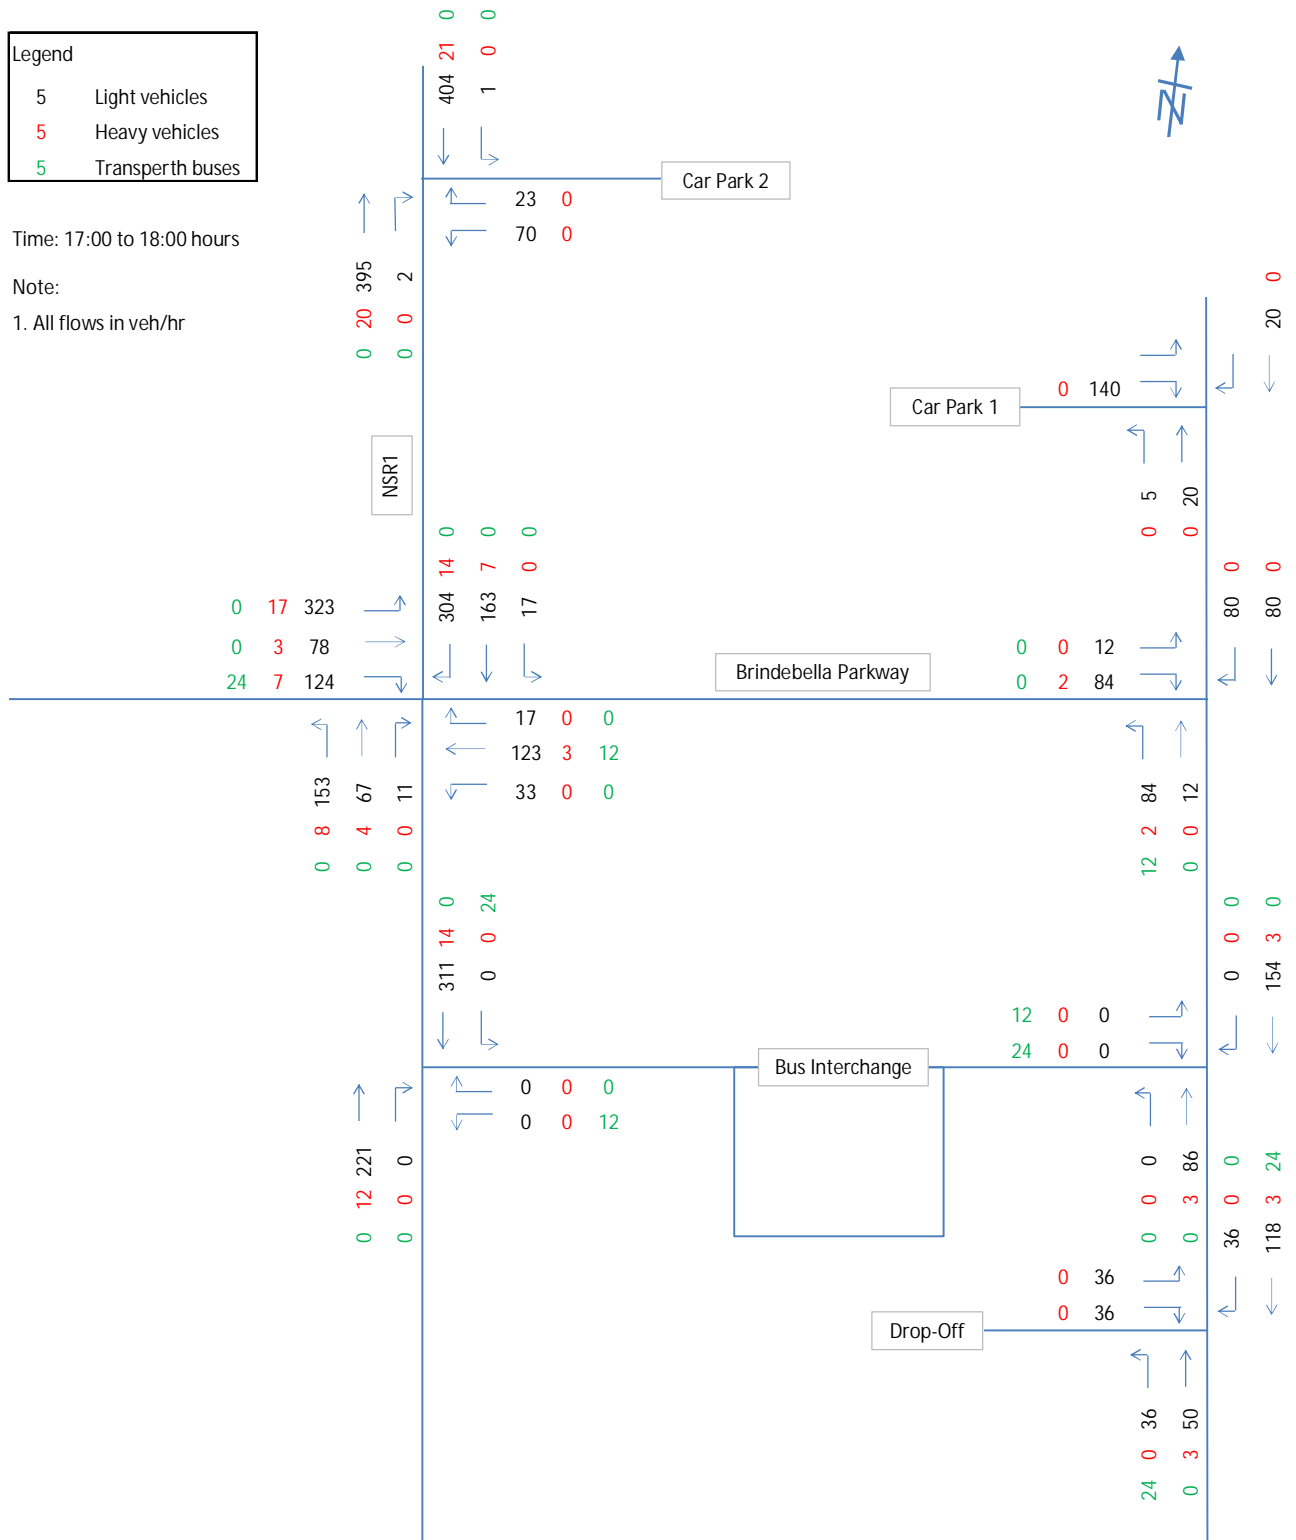 Legend
5 Light vehicles
5 Heavy vehicles
5 Transperth buses
Time: 17:00 to 18:00 hours
Note:
1. All flows in veh/hr
N
404 21 0
1 0 0
Car Park 2
23 0
70 0
0 20 395
0 0 2
20 0
0 140
Car Park 1
NSR1
0 5
0 20
304 14 0
163 7 0
17 0 0
80 0
80 0
0 17 323
0 3 78
24 7 124
Brindebella Parkway
0 0 12
0 2 84
17 0 0
123 3 12
33 0 0
0 8 153
0 4 67
0 0 11
12 2 84
0 0 12
311 14 0
0 0 24
0 0 0
154 3 0
12 0 0
24 0 0
Bus Interchange
0 0 0
0 0 12
0 12 221
0 0 0
0 0 0
0 3 86
36 0 0
118 3 24
0 36
0 36
Drop-Off
24 0 36
0 3 50